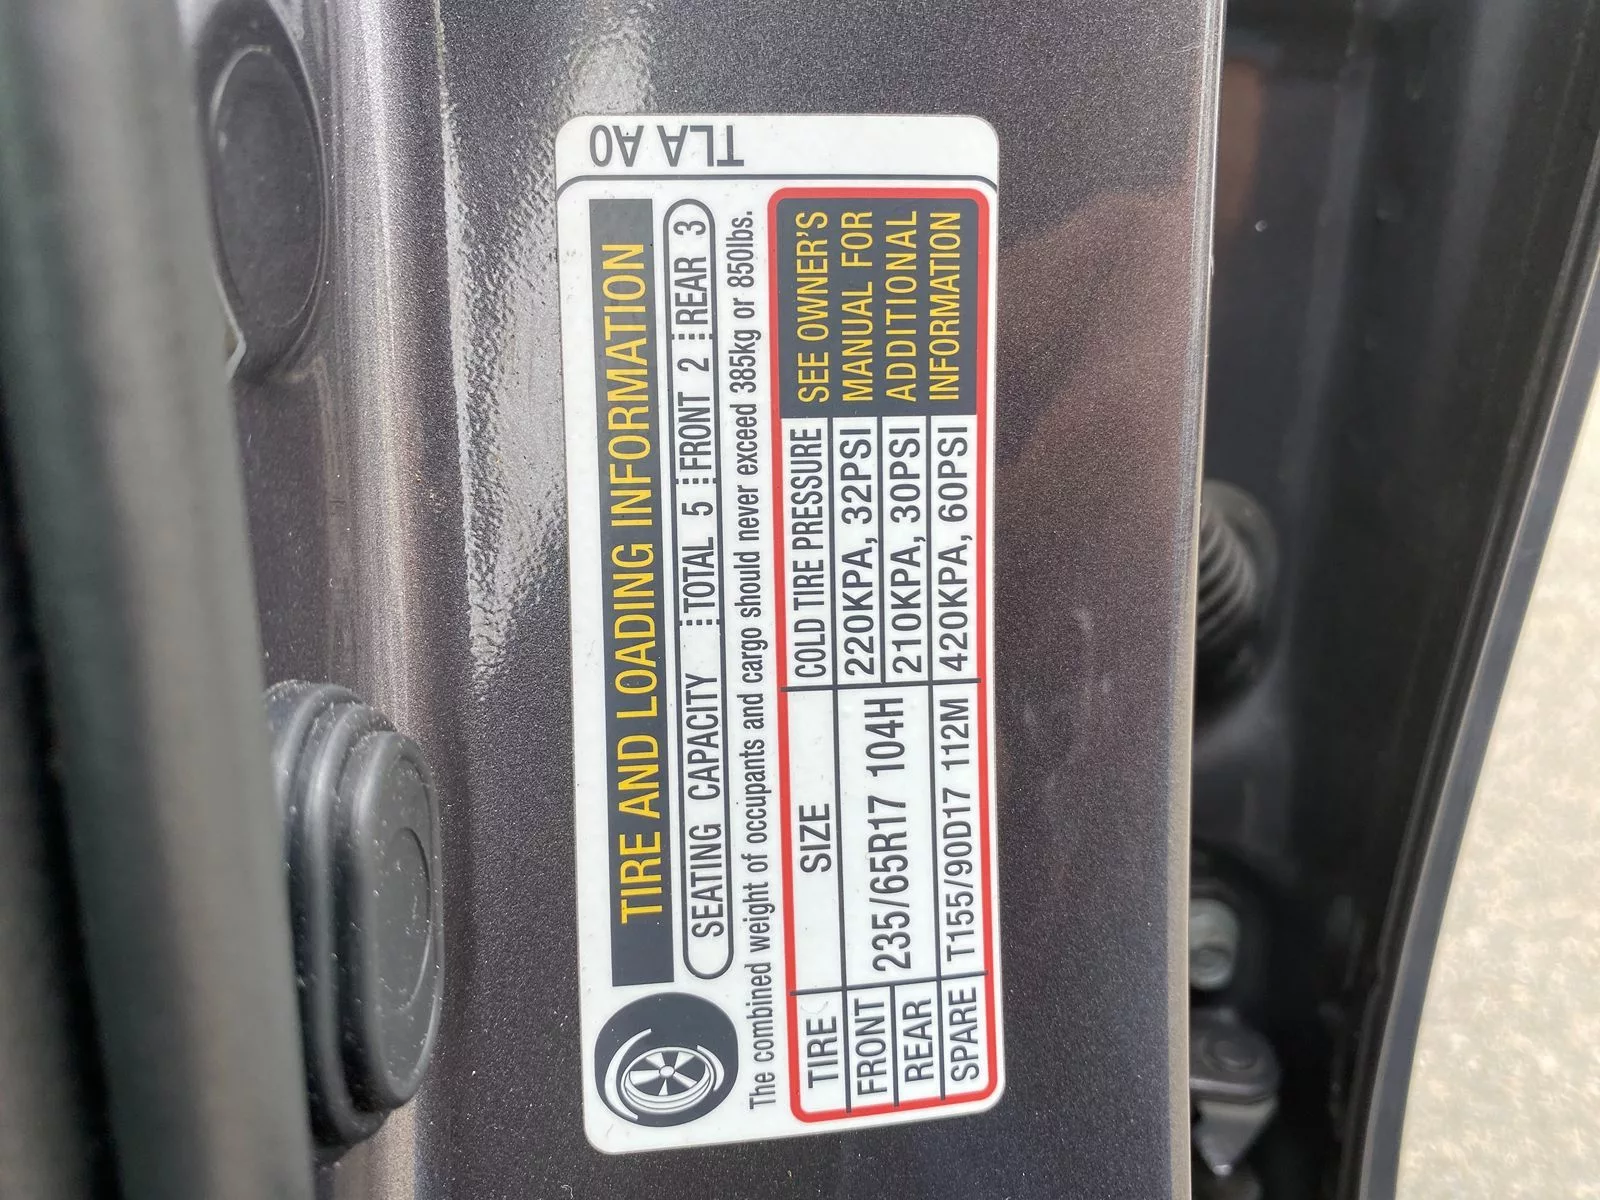 TLA A0
TIRE AND LOADING INFORMATION
SEATING CAPACITY TOTAL 5 FRONT 2 REAR 3
The combined weight of occupants and cargo should never exceed 385kg or 850lbs.
TIRE SIZE COLD TIRE PRESSURE
FRONT 235/65R17 104H 220KPA, 32PSI
REAR 210KPA, 30PSI
SPARE T155/90D17 112M 420KPA, 60PSI
SEE OWNER'S
MANUAL FOR
ADDITIONAL
INFORMATION